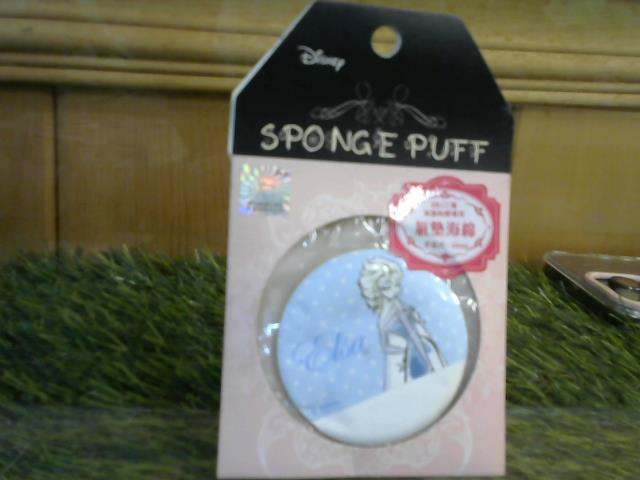 Disney
SPONGE PUFF
氣墊海綿
Elsa